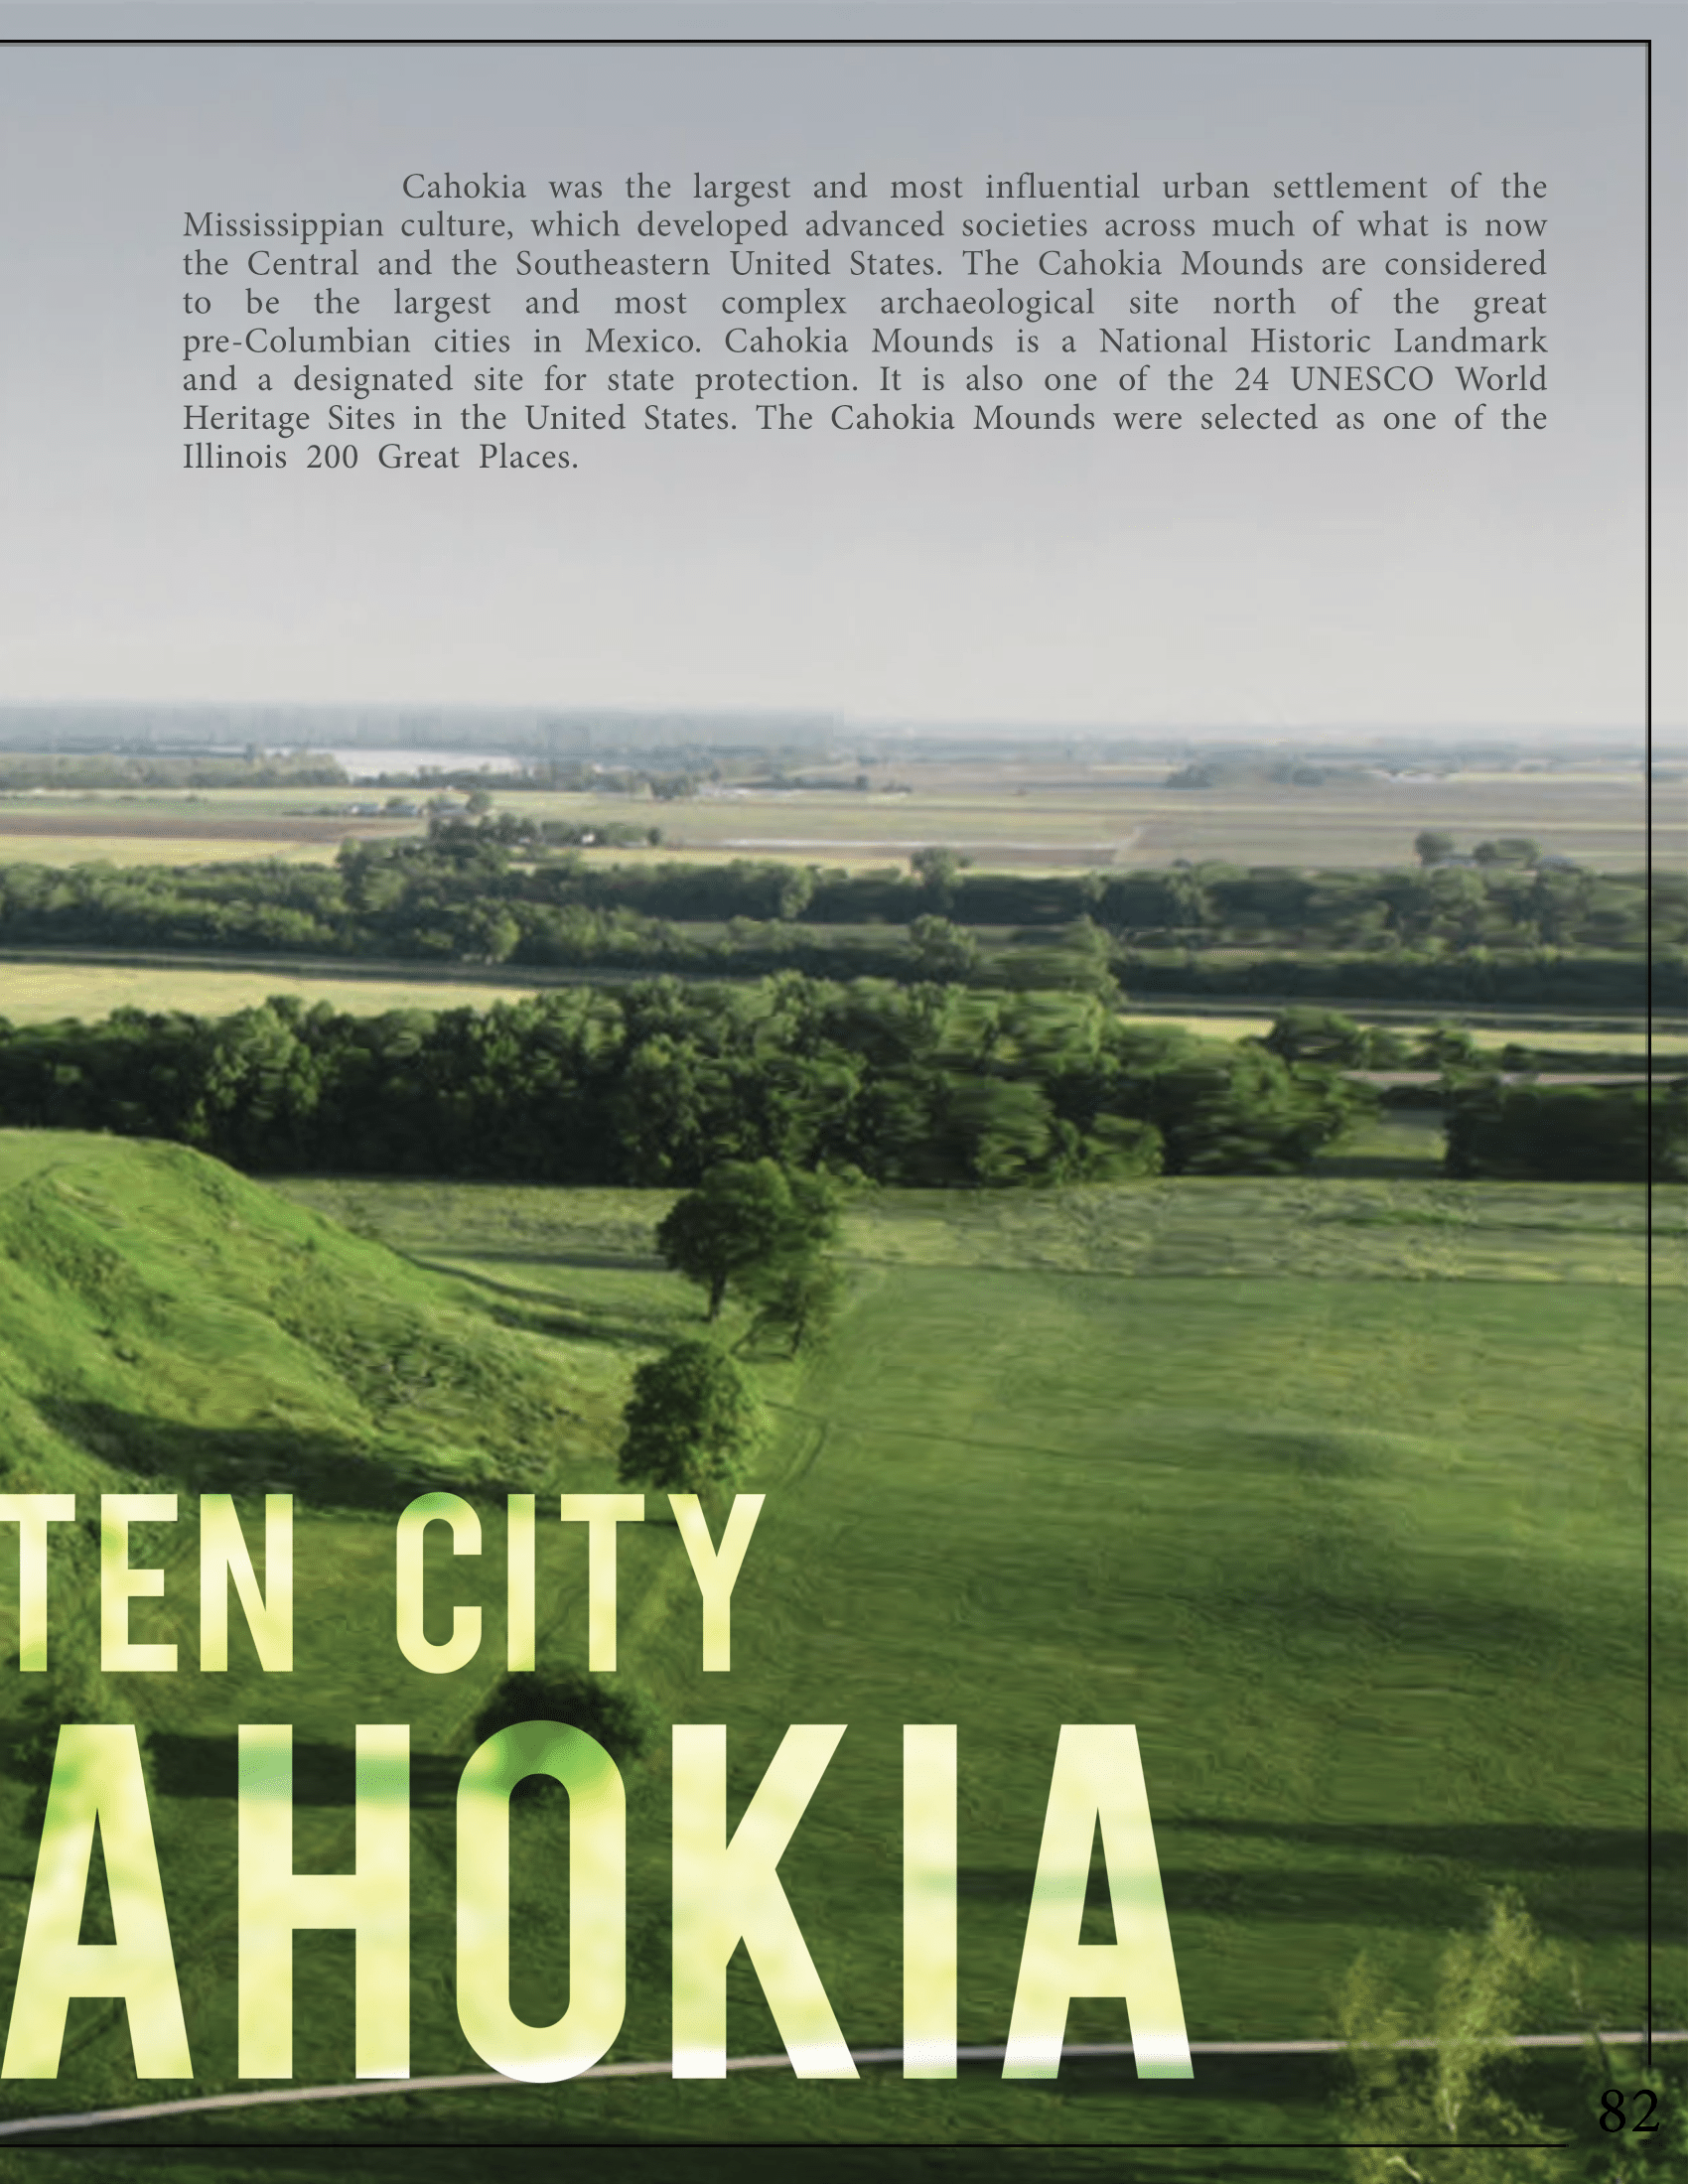 Cahokia was the largest and most influential urban settlement of the
Mississippian culture, which developed advanced societies across much of what is now
the Central and the Southeastern United States. The Cahokia Mounds are considered
to be the largest and most complex archaeological site north of the great
pre-Columbian cities in Mexico. Cahokia Mounds is a National Historic Landmark
and a designated site for state protection. It is also one of the 24 UNESCO World
Heritage Sites in the United States. The Cahokia Mounds were selected as one of the
Illinois 200 Great Places.
TEN CITY
AHOKIA
82